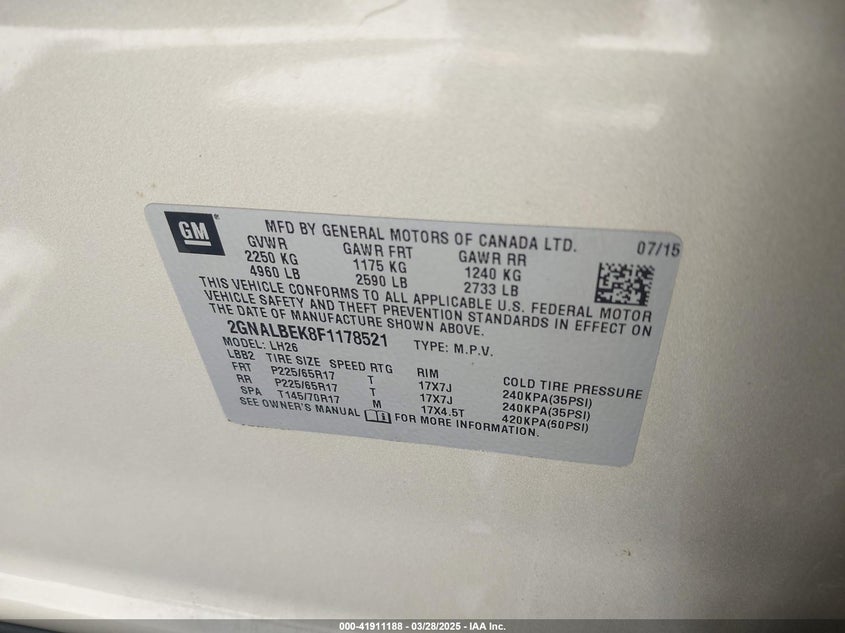 GM ®
MFD BY GENERAL MOTORS OF CANADA LTD. 07/15
GVWR GAWR FRT GAWR RR
2250 KG 1175 KG 1240 KG
4960 LB 2590 LB 2733 LB
THIS VEHICLE CONFORMS TO ALL APPLICABLE U.S. FEDERAL MOTOR
VEHICLE SAFETY AND THEFT PREVENTION STANDARDS IN EFFECT ON
THE DATE OF MANUFACTURE SHOWN ABOVE.
2GNALBEK8F1178521 TYPE: M.P.V.
MODEL: LH26
LBB2 TIRE SIZE SPEED RTG RIM COLD TIRE PRESSURE
FRT P225/65R17 T 17X7J 240KPA(35PSI)
RR P225/65R17 T 17X7J 240KPA(35PSI)
SPA T145/70R17 M 17X4.5T 420KPA(50PSI)
SEE OWNER'S MANUAL FOR MORE INFORMATION.
000-41911188 - 03/28/2025 - IAA Inc.